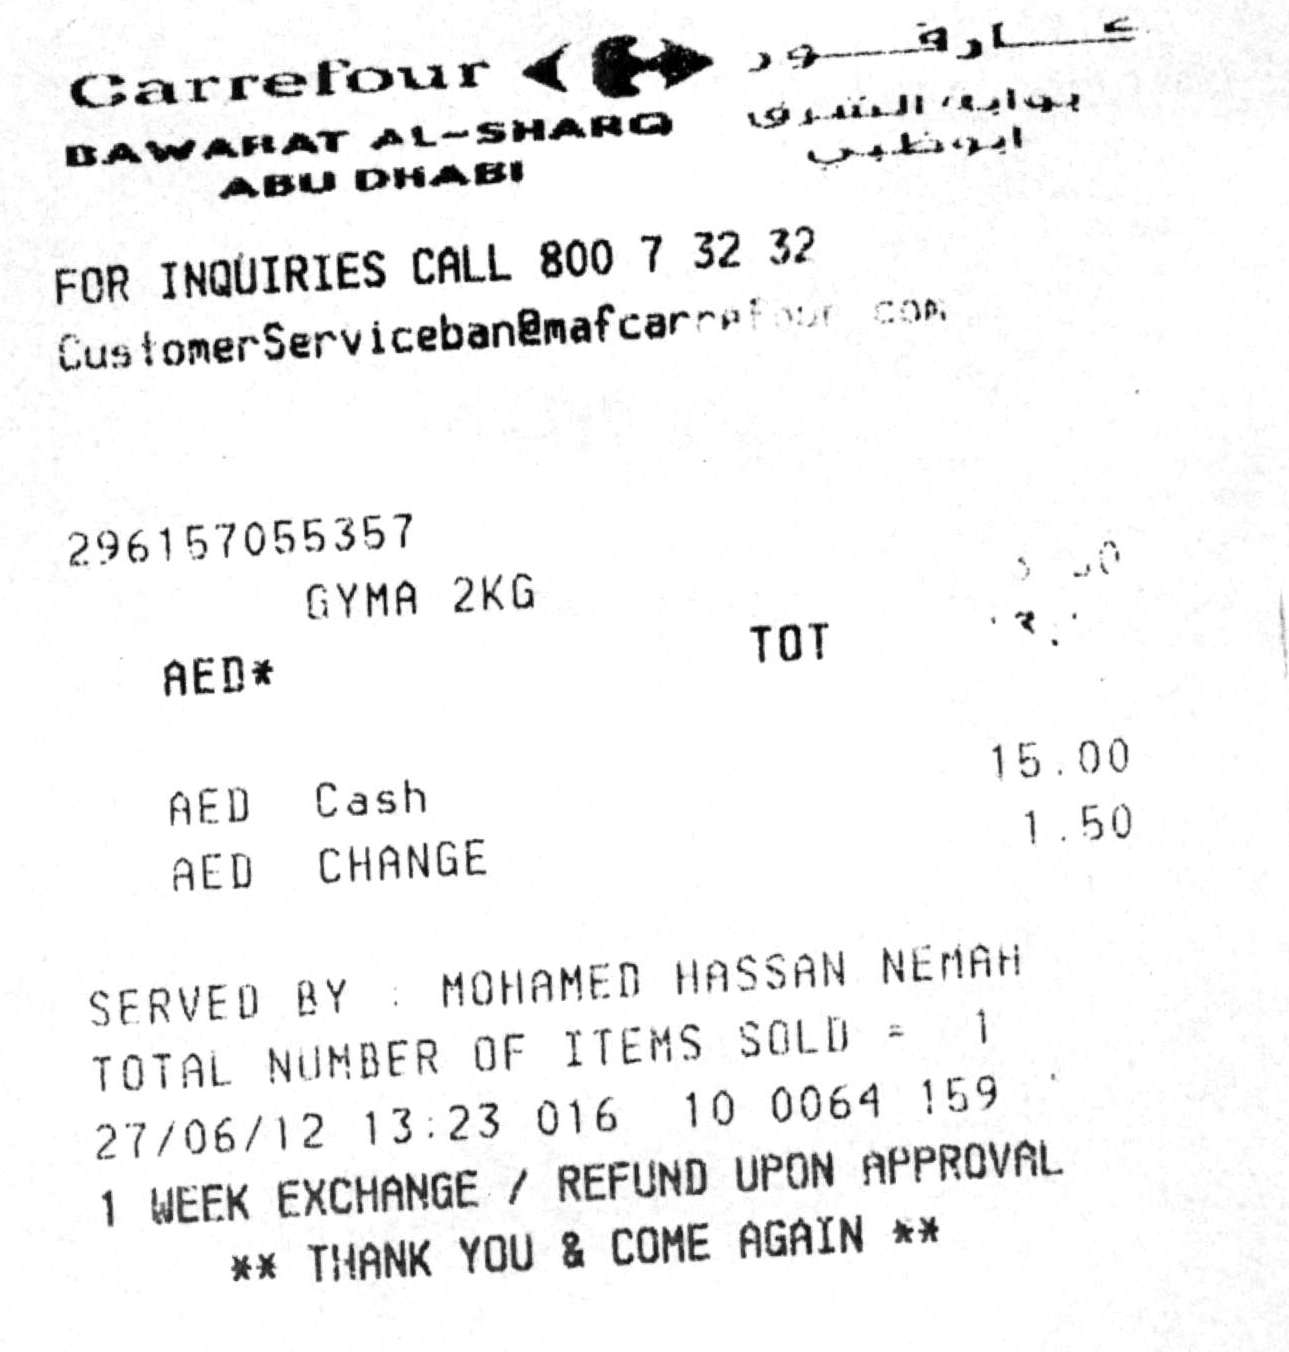 Carrefour
BAWABAT AL-SHARQ
ABU DHABI
كارفور
بوابة الشرق
ابوظبي
FOR INQUIRIES CALL 800 7 32 32
CustomerServiceban@mafcarrefour.com
296157055357
GYMA 2KG
AED* TOT
AED Cash 15.00
AED CHANGE 1.50
SERVED BY : MOHAMED HASSAN NEMAH
TOTAL NUMBER OF ITEMS SOLD = 1
27/06/12 13:23 016 10 0064 159
1 WEEK EXCHANGE / REFUND UPON APPROVAL
** THANK YOU & COME AGAIN **